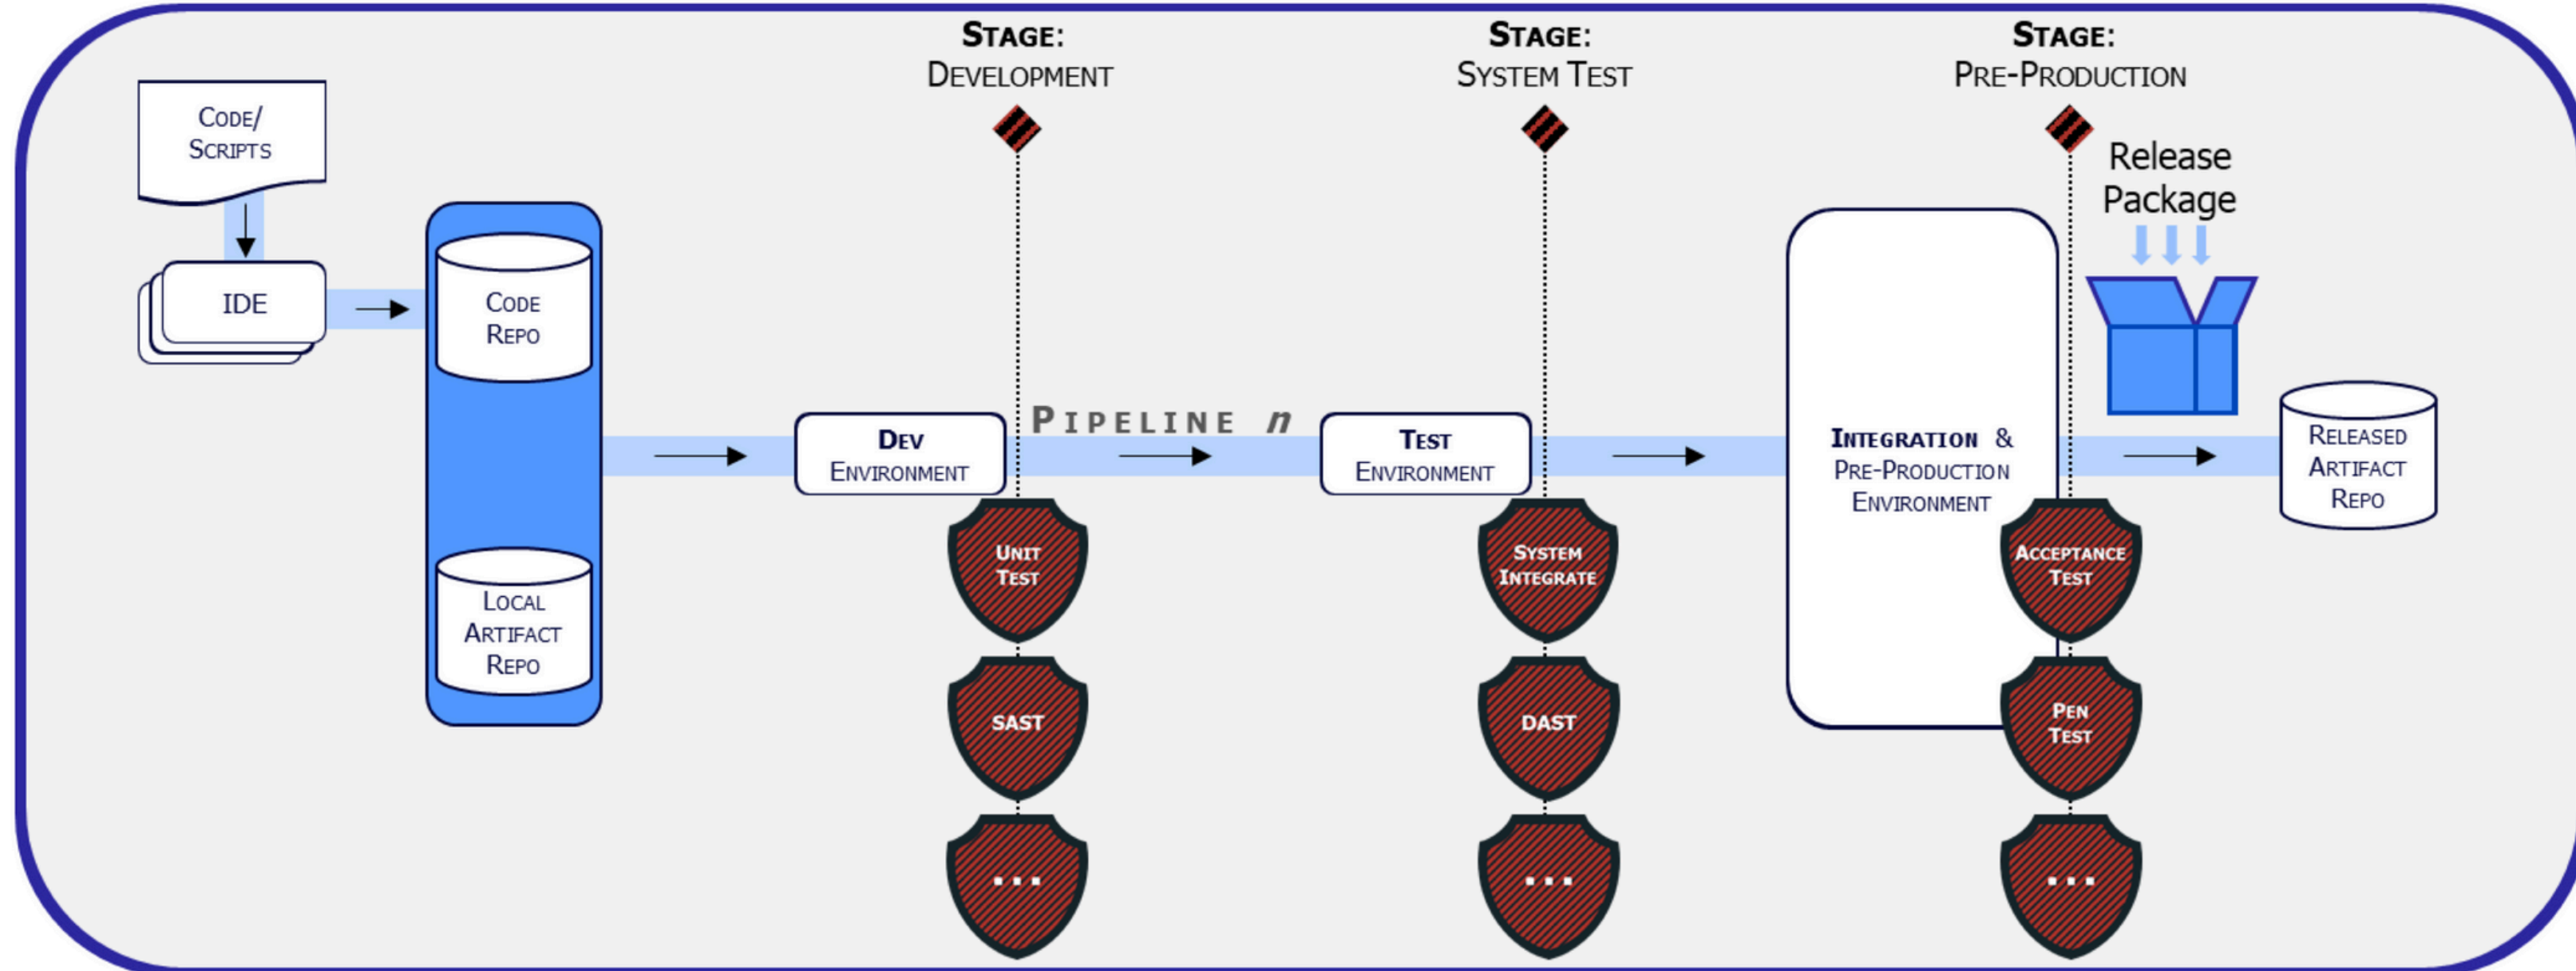 STAGE:
DEVELOPMENT
STAGE:
SYSTEM TEST
STAGE:
PRE-PRODUCTION
CODE/
SCRIPTS
Release
Package
IDE
CODE
REPO
PIPELINE n
DEV
ENVIRONMENT
TEST
ENVIRONMENT
INTEGRATION &
PRE-PRODUCTION
ENVIRONMENT
RELEASED
ARTIFACT
REPO
LOCAL
ARTIFACT
REPO
UNIT
TEST
SYSTEM
INTEGRATE
ACCEPTANCE
TEST
SAST
DAST
PEN
TEST
...
...
...